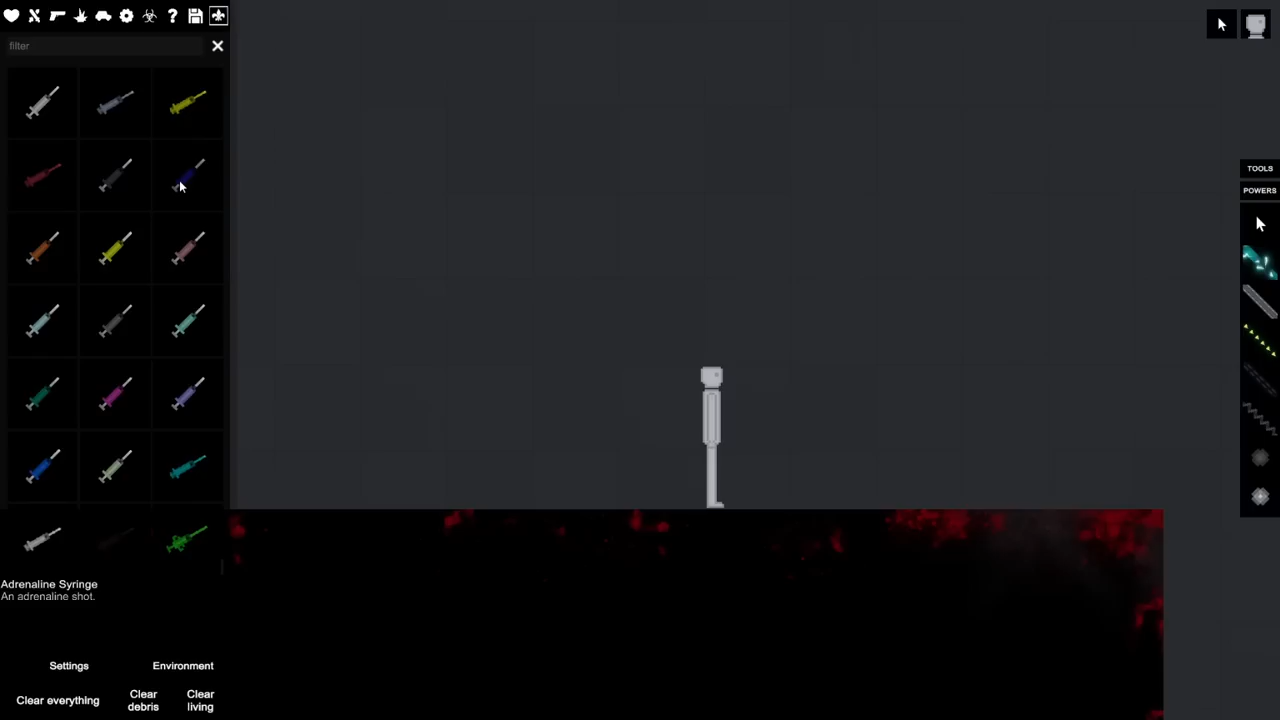 ?
filter
TOOLS
POWERS
Adrenaline Syringe
An adrenaline shot.
Settings
Environment
Clear everything
Clear
debris
Clear
living